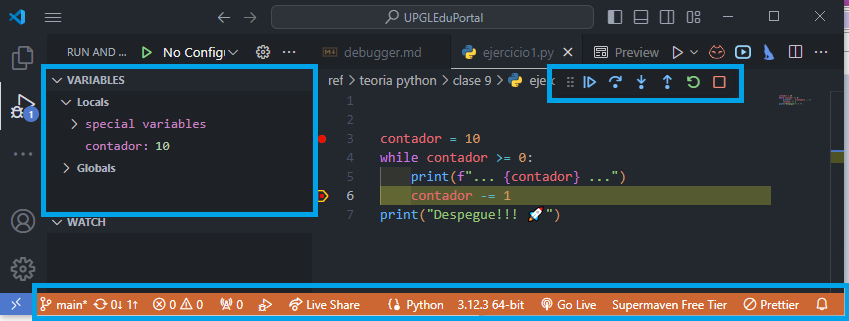 UPGLEduPortal
RUN AND ... No Config
debugger.md ejercicio1.py Preview
VARIABLES
Locals
special variables
contador: 10
Globals
WATCH
1
ref > teoria python > clase 9 > ejer
1
2
3 contador = 10
4 while contador >= 0:
5 print(f"... {contador} ...")
6 contador -= 1
7 print("Despegue!!! 🚀")
main* 0↓ 1↑ 0 0 0 Live Share Python 3.12.3 64-bit Go Live Supermaven Free Tier Prettier